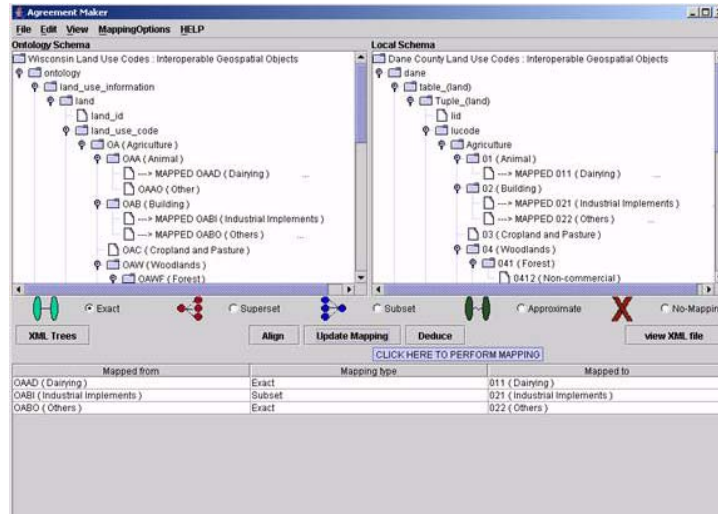 Agreement Maker
File Edit View MappingOptions HELP
Ontology Schema
Wisconsin Land Use Codes : Interoperable Geospatial Objects
ontology
land_use_information
land
land_id
land_use_code
OA ( Agriculture )
OAA ( Animal )
---> MAPPED OAAD ( Dairying ) ...
OAAO ( Other )
OAB ( Building )
---> MAPPED OABI ( Industrial Implements )
---> MAPPED OABO ( Others ) ...
OAC ( Cropland and Pasture )
OAW ( Woodlands )
OAWF ( Forest )
Local Schema
Dane County Land Use Codes : Interoperable Geospatial Objects
dane
table_(land)
Tuple_(land)
lid
lucode
Agriculture
01 ( Animal )
---> MAPPED 011 ( Dairying ) ...
02 ( Building )
---> MAPPED 021 ( Industrial Implements )
---> MAPPED 022 ( Others ) ...
03 ( Cropland and Pasture )
04 ( Woodlands )
041 ( Forest )
0412 ( Non-commercial )
Exact Superset Subset Approximate No-Mappin
XML Trees Align Update Mapping Deduce view XML file
CLICK HERE TO PERFORM MAPPING
Mapped from Mapping type Mapped to
OAAD ( Dairying ) Exact 011 ( Dairying )
OABI ( Industrial Implements ) Subset 021 ( Industrial Implements )
OABO ( Others ) Exact 022 ( Others )